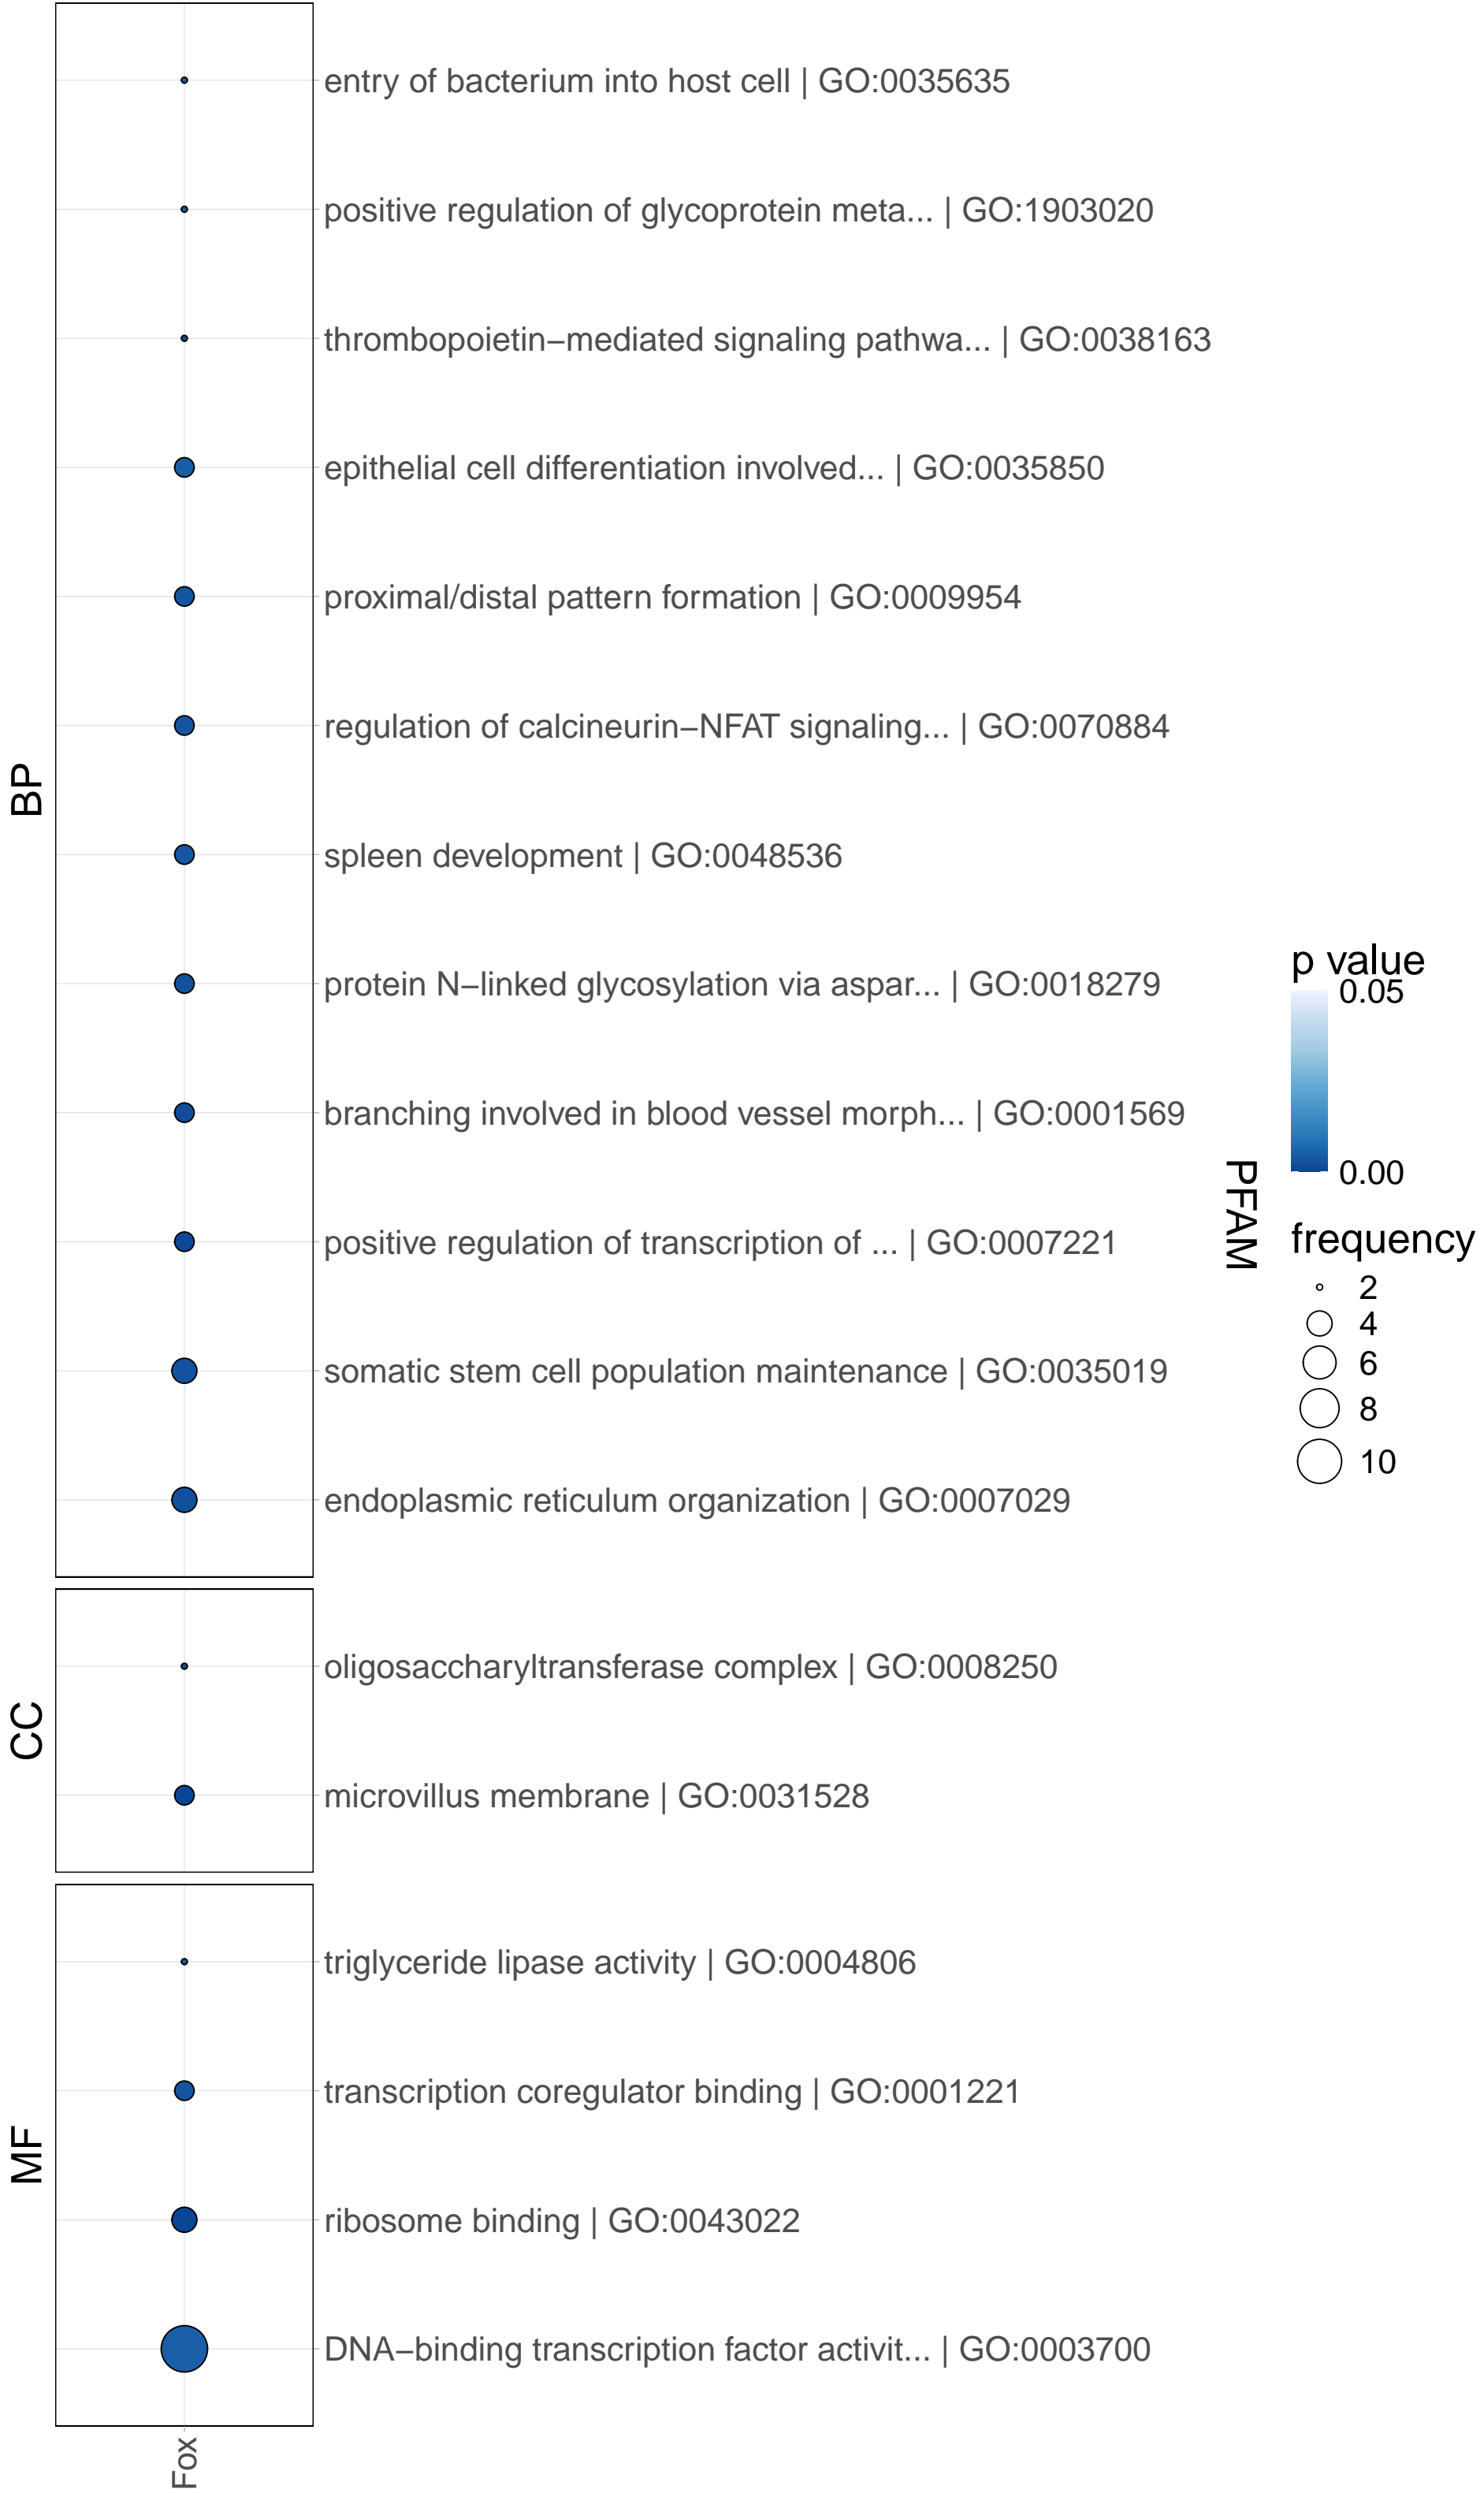 BP
entry of bacterium into host cell | GO:0035635
positive regulation of glycoprotein meta... | GO:1903020
thrombopoietin−mediated signaling pathwa... | GO:0038163
epithelial cell differentiation involved... | GO:0035850
proximal/distal pattern formation | GO:0009954
regulation of calcineurin−NFAT signaling... | GO:0070884
spleen development | GO:0048536
protein N−linked glycosylation via aspar... | GO:0018279
branching involved in blood vessel morph... | GO:0001569
positive regulation of transcription of ... | GO:0007221
somatic stem cell population maintenance | GO:0035019
endoplasmic reticulum organization | GO:0007029
CC
oligosaccharyltransferase complex | GO:0008250
microvillus membrane | GO:0031528
MF
triglyceride lipase activity | GO:0004806
transcription coregulator binding | GO:0001221
ribosome binding | GO:0043022
DNA−binding transcription factor activit... | GO:0003700
Fox
PFAM
p value
0.05
0.00
frequency
2
4
6
8
10